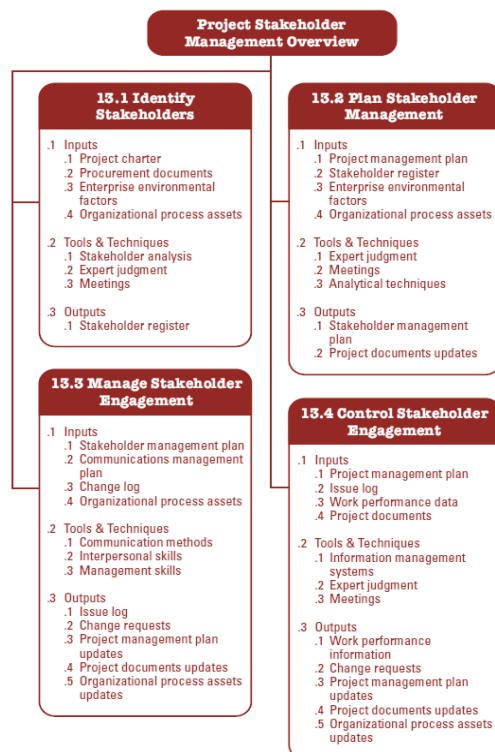 Project Stakeholder
Management Overview
13.1 Identify
Stakeholders
.1 Inputs
.1 Project charter
.2 Procurement documents
.3 Enterprise environmental
factors
.4 Organizational process assets
.2 Tools & Techniques
.1 Stakeholder analysis
.2 Expert judgment
.3 Meetings
.3 Outputs
.1 Stakeholder register
13.2 Plan Stakeholder
Management
.1 Inputs
.1 Project management plan
.2 Stakeholder register
.3 Enterprise environmental
factors
.4 Organizational process assets
.2 Tools & Techniques
.1 Expert judgment
.2 Meetings
.3 Analytical techniques
.3 Outputs
.1 Stakeholder management
plan
.2 Project documents updates
13.3 Manage Stakeholder
Engagement
.1 Inputs
.1 Stakeholder management plan
.2 Communications management
plan
.3 Change log
.4 Organizational process assets
.2 Tools & Techniques
.1 Communication methods
.2 Interpersonal skills
.3 Management skills
.3 Outputs
.1 Issue log
.2 Change requests
.3 Project management plan
updates
.4 Project documents updates
.5 Organizational process assets
updates
13.4 Control Stakeholder
Engagement
.1 Inputs
.1 Project management plan
.2 Issue log
.3 Work performance data
.4 Project documents
.2 Tools & Techniques
.1 Information management
systems
.2 Expert judgment
.3 Meetings
.3 Outputs
.1 Work performance
information
.2 Change requests
.3 Project management plan
updates
.4 Project documents updates
.5 Organizational process assets
updates